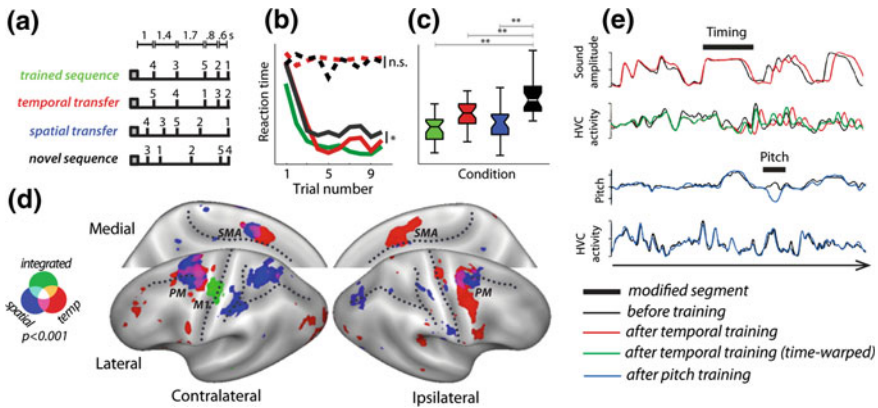 (a)
1 1.4 1.7 .8 .6 s
trained sequence 4 3 5 2 1
temporal transfer 5 4 1 3 2
spatial transfer 4 3 5 2 1
novel sequence 3 1 2 5 4
(b)
Reaction time
n.s.
*
1 5 9
Trial number
(c)
**
**
**
Condition
(d)
Medial
SMA
SMA
integrated
spatial
temp
p<0.001
PM
M1
PM
Lateral
Contralateral
Ipsilateral
(e)
Timing
Sound amplitude
HVC activity
Pitch
Pitch
HVC activity
modified segment
before training
after temporal training
after temporal training (time-warped)
after pitch training